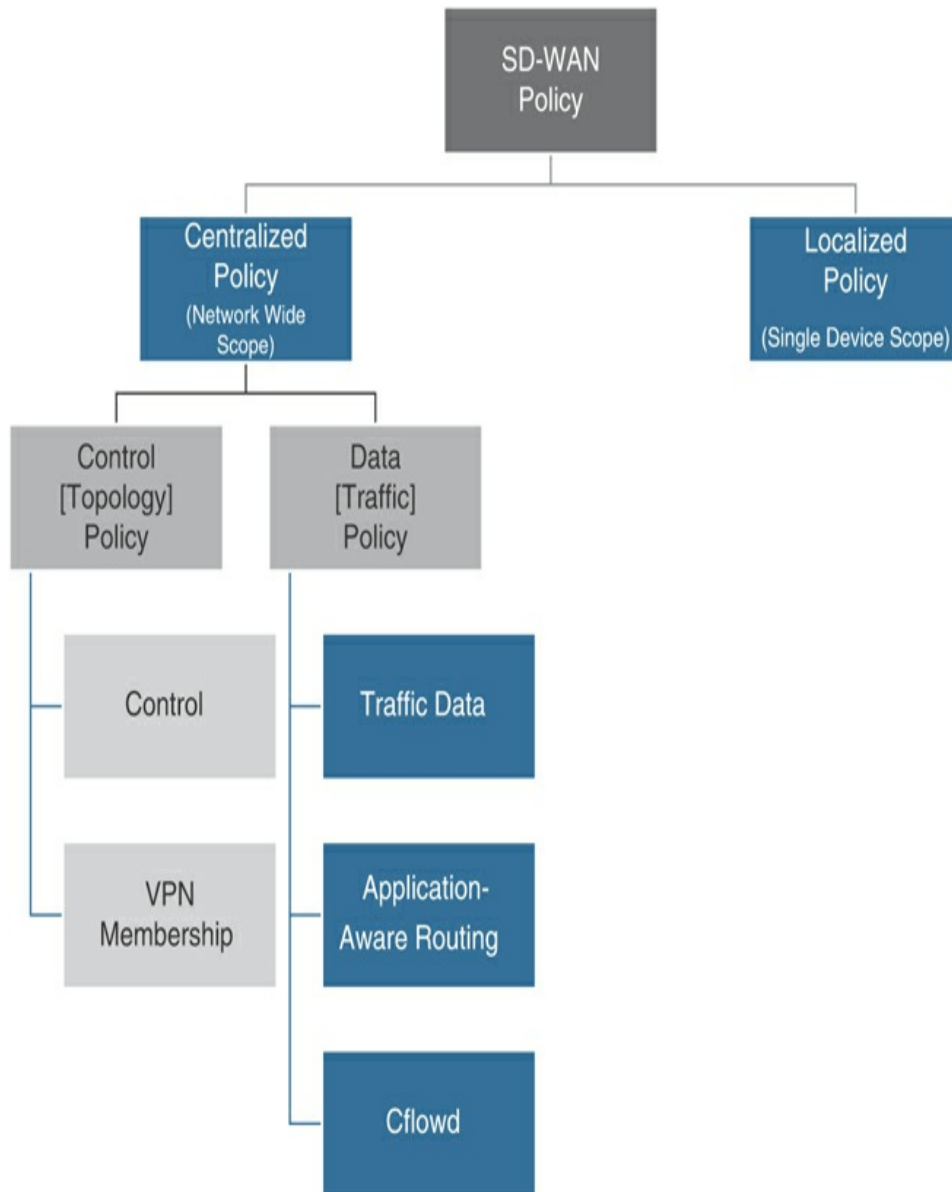 SD-WAN
Policy
Centralized
Policy
(Network Wide
Scope)
Localized
Policy
(Single Device Scope)
Control
[Topology]
Policy
Data
[Traffic]
Policy
Control
Traffic Data
VPN
Membership
Application-
Aware Routing
Cflowd